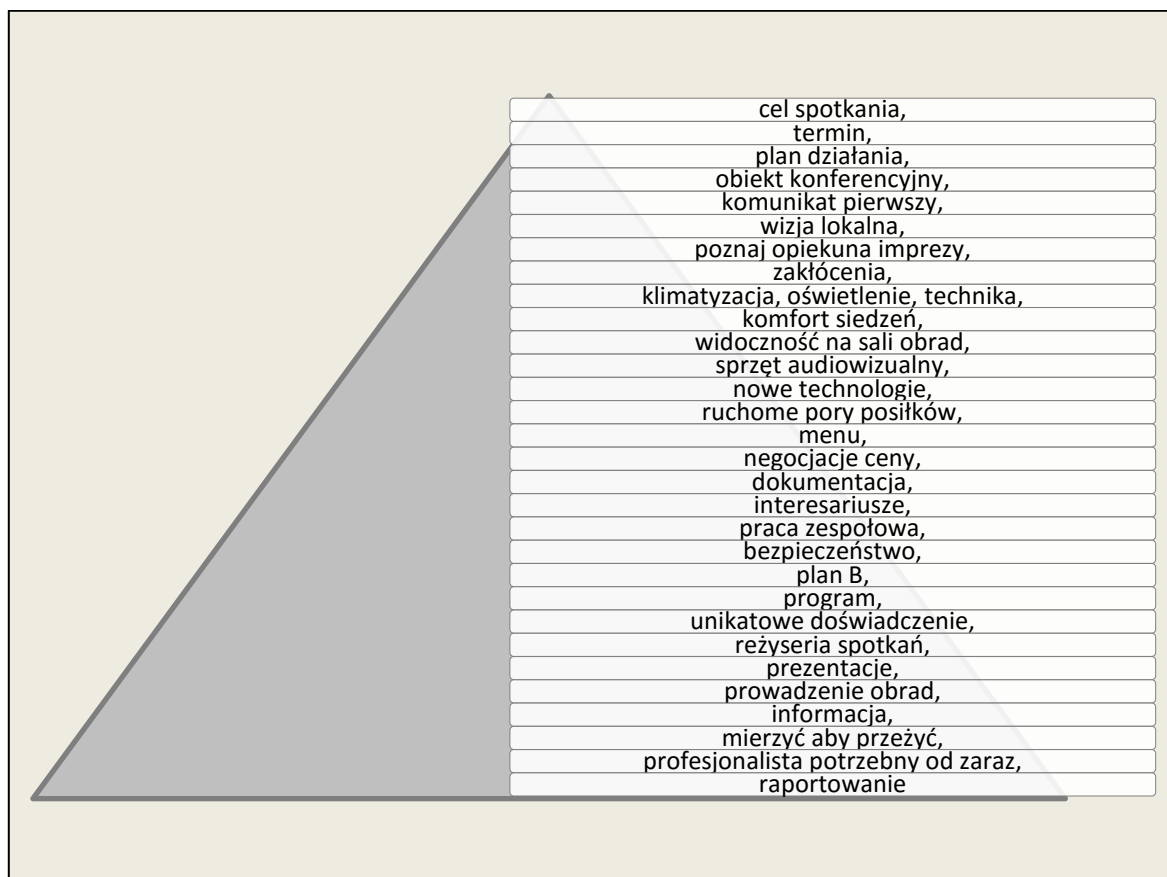 cel spotkania,
termin,
plan działania,
obiekt konferencyjny,
komunikat pierwszy,
wizja lokalna,
poznaj opiekuna imprezy,
zakłócenia,
klimatyzacja, oświetlenie, technika,
komfort siedzeń,
widoczność na sali obrad,
sprzęt audiowizualny,
nowe technologie,
ruchome pory posiłków,
menu,
negocjacje ceny,
dokumentacja,
interesariusze,
praca zespołowa,
bezpieczeństwo,
plan B,
program,
unikatowe doświadczenie,
reżyseria spotkań,
prezentacje,
prowadzenie obrad,
informacja,
mierzyć aby przeżyć,
profesjonalista potrzebny od zaraz,
raportowanie